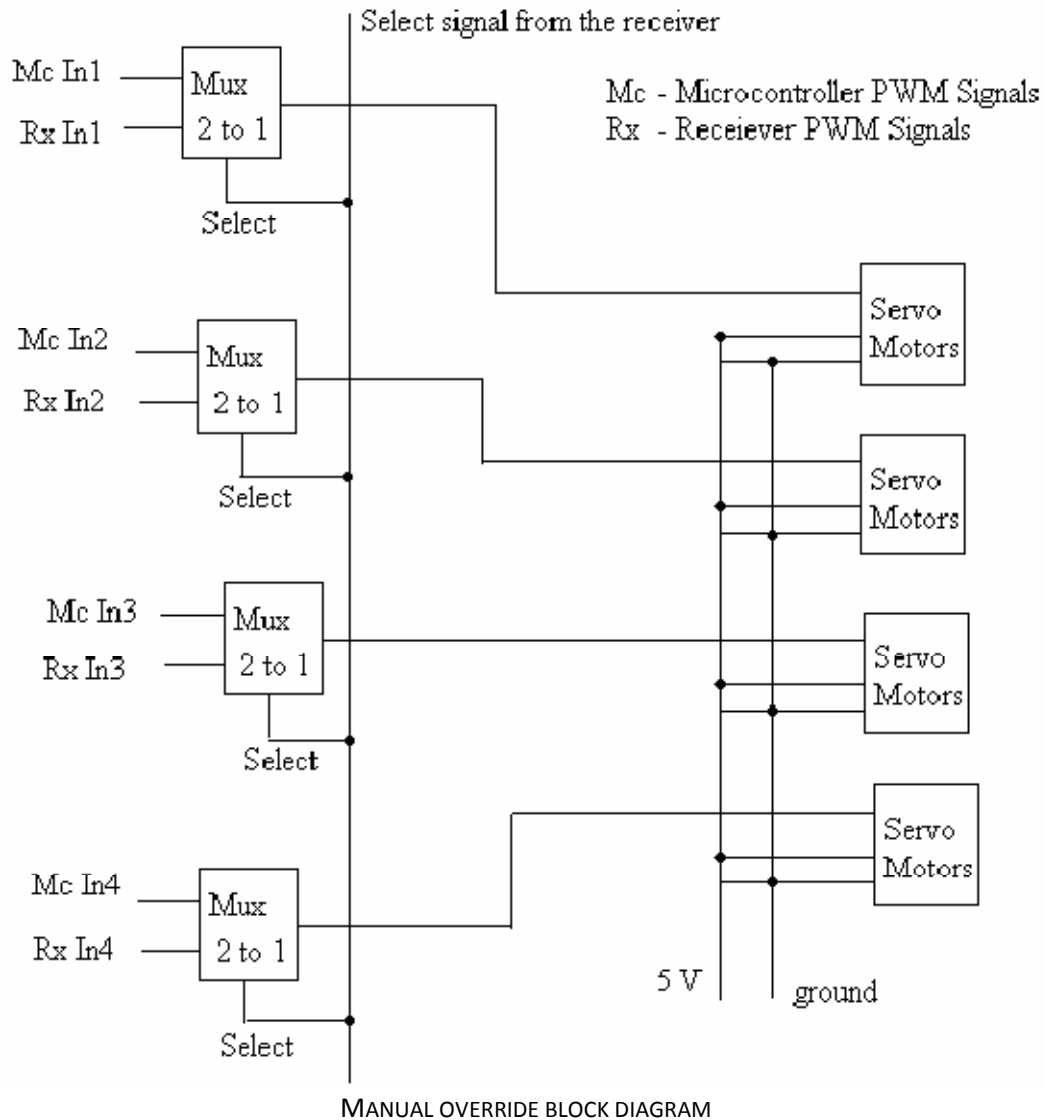 Select signal from the receiver
Mc In1
Rx In1
Mux
2 to 1
Select
Mc - Microcontroller PWM Signals
Rx - Receiever PWM Signals
Servo
Motors
Mc In2
Rx In2
Mux
2 to 1
Select
Servo
Motors
Mc In3
Rx In3
Mux
2 to 1
Select
Servo
Motors
Mc In4
Rx In4
Mux
2 to 1
Select
Servo
Motors
5 V
ground
MANUAL OVERRIDE BLOCK DIAGRAM